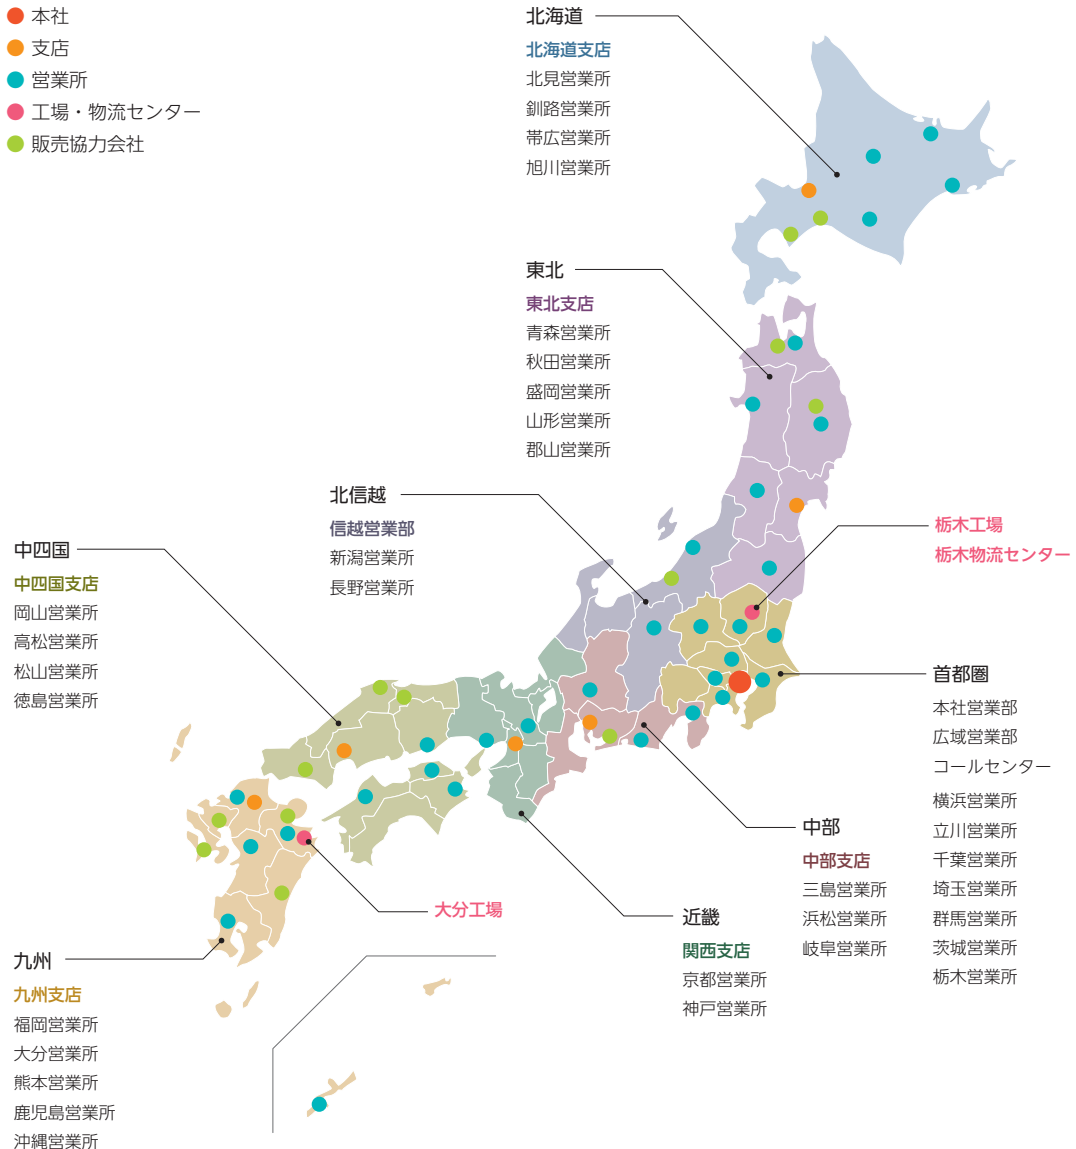 本社
支店
営業所
工場・物流センター
販売協力会社
北海道
北海道支店
北見営業所
釧路営業所
帯広営業所
旭川営業所
東北
東北支店
青森営業所
秋田営業所
盛岡営業所
山形営業所
郡山営業所
北信越
信越営業部
新潟営業所
長野営業所
栃木工場
栃木物流センター
中四国
中四国支店
岡山営業所
高松営業所
松山営業所
徳島営業所
首都圏
本社営業部
広域営業部
コールセンター
横浜営業所
立川営業所
千葉営業所
埼玉営業所
群馬営業所
茨城営業所
栃木営業所
中部
中部支店
三島営業所
浜松営業所
岐阜営業所
大分工場
近畿
関西支店
京都営業所
神戸営業所
九州
九州支店
福岡営業所
大分営業所
熊本営業所
鹿児島営業所
沖縄営業所